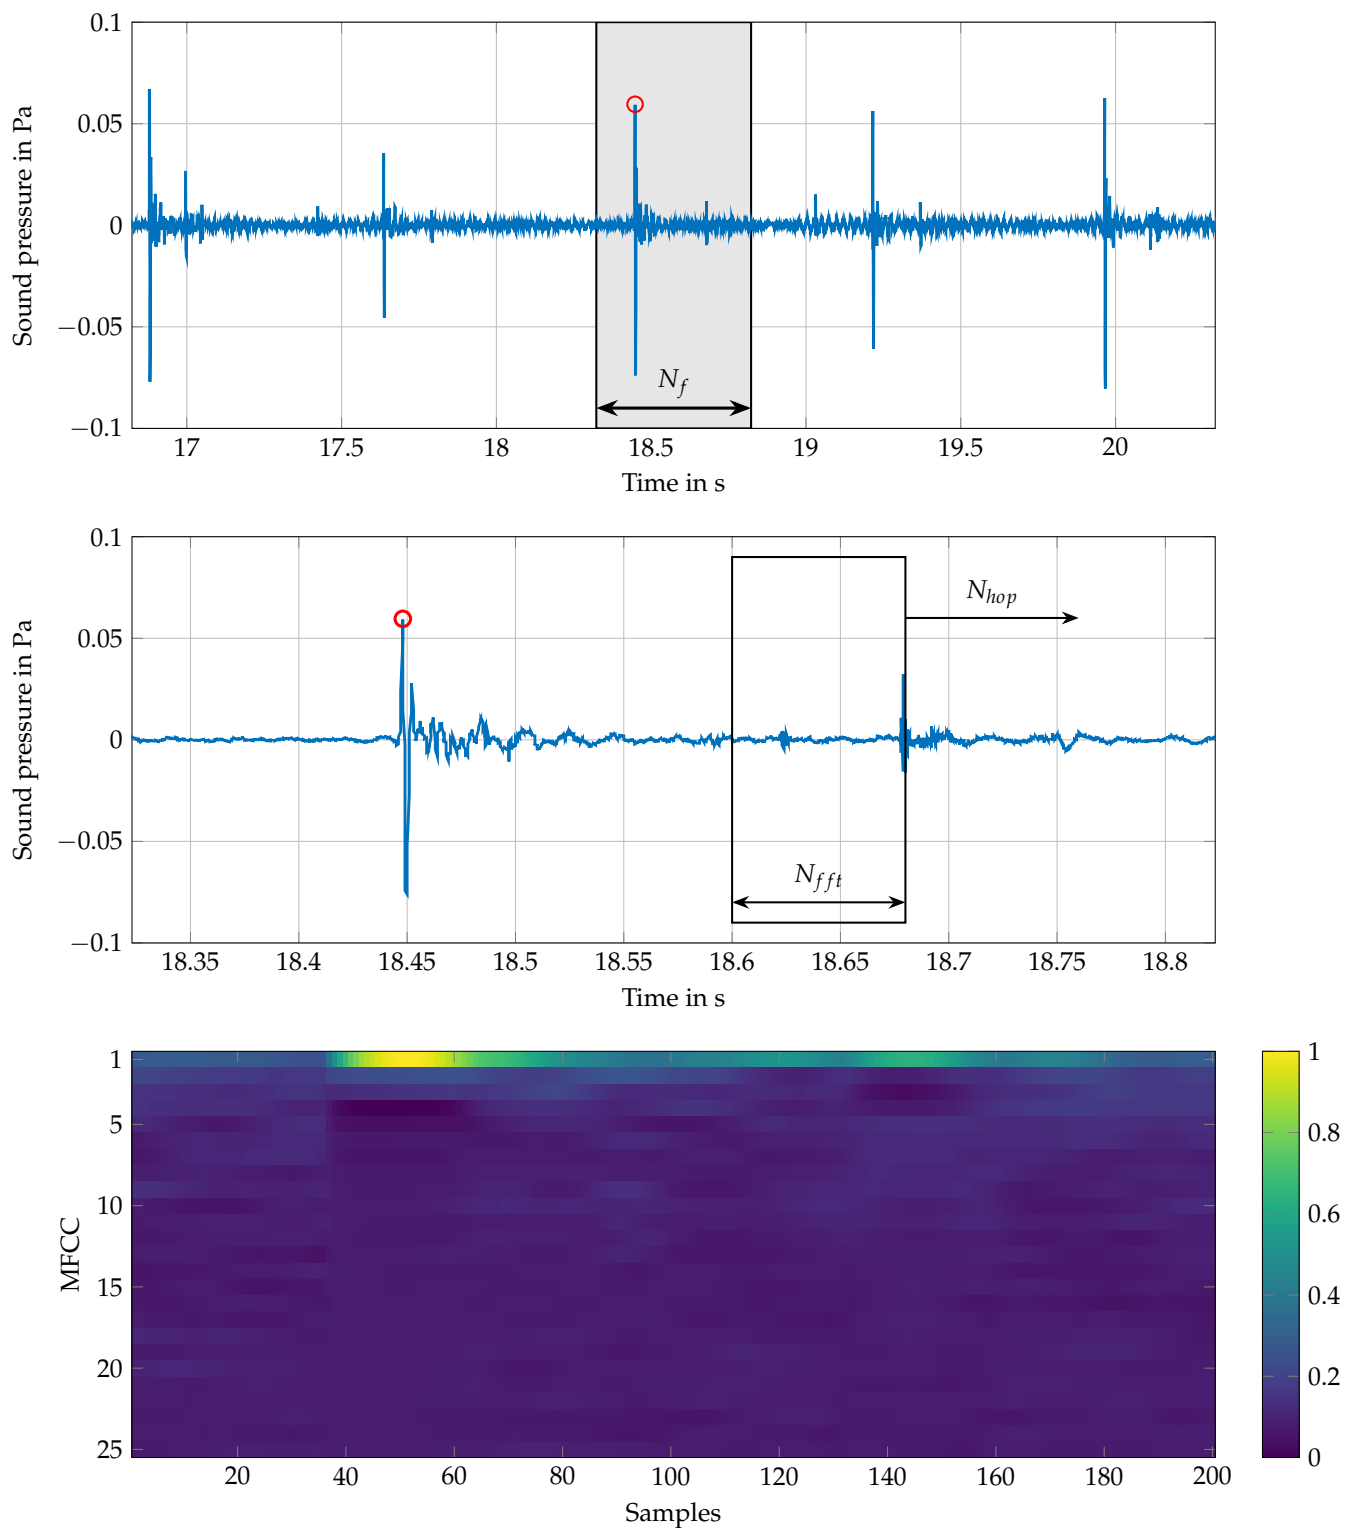 0.1
0.05
0
−0.05
−0.1
Sound pressure in Pa
N_f
17 17.5 18 18.5 19 19.5 20
Time in s
0.1
0.05
0
−0.05
−0.1
Sound pressure in Pa
N_hop
N_fft
18.35 18.4 18.45 18.5 18.55 18.6 18.65 18.7 18.75 18.8
Time in s
1
5
10
15
20
25
MFCC
20 40 60 80 100 120 140 160 180 200
Samples
1
0.8
0.6
0.4
0.2
0